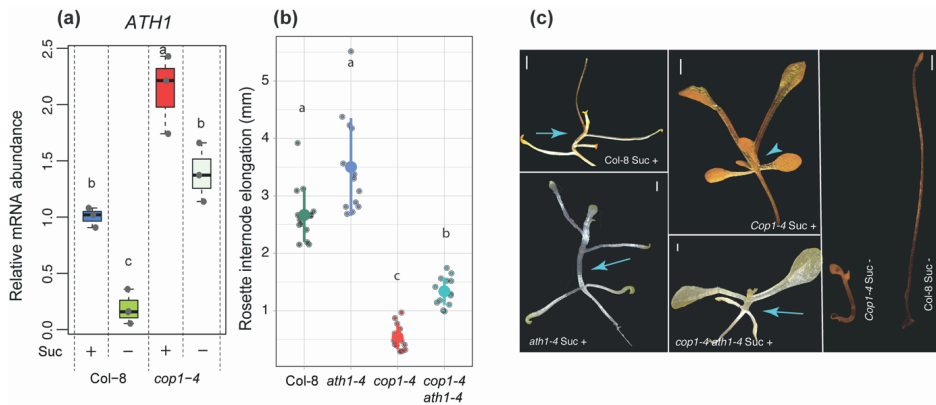 (a)
ATH1
Relative mRNA abundance
2.5
2.0
1.5
1.0
0.5
0.0
a
b
b
c
Suc + − + −
Col−8 cop1−4
(b)
Rosette internode elongation (mm)
5
4
3
2
1
a
a
c
b
Col-8 ath1-4 cop1-4 cop1-4
ath1-4
(c)
Col-8 Suc +
Cop1-4 Suc +
ath1-4 Suc +
cop1-4 ath1-4 Suc +
Cop1-4 Suc -
Col-8 Suc -